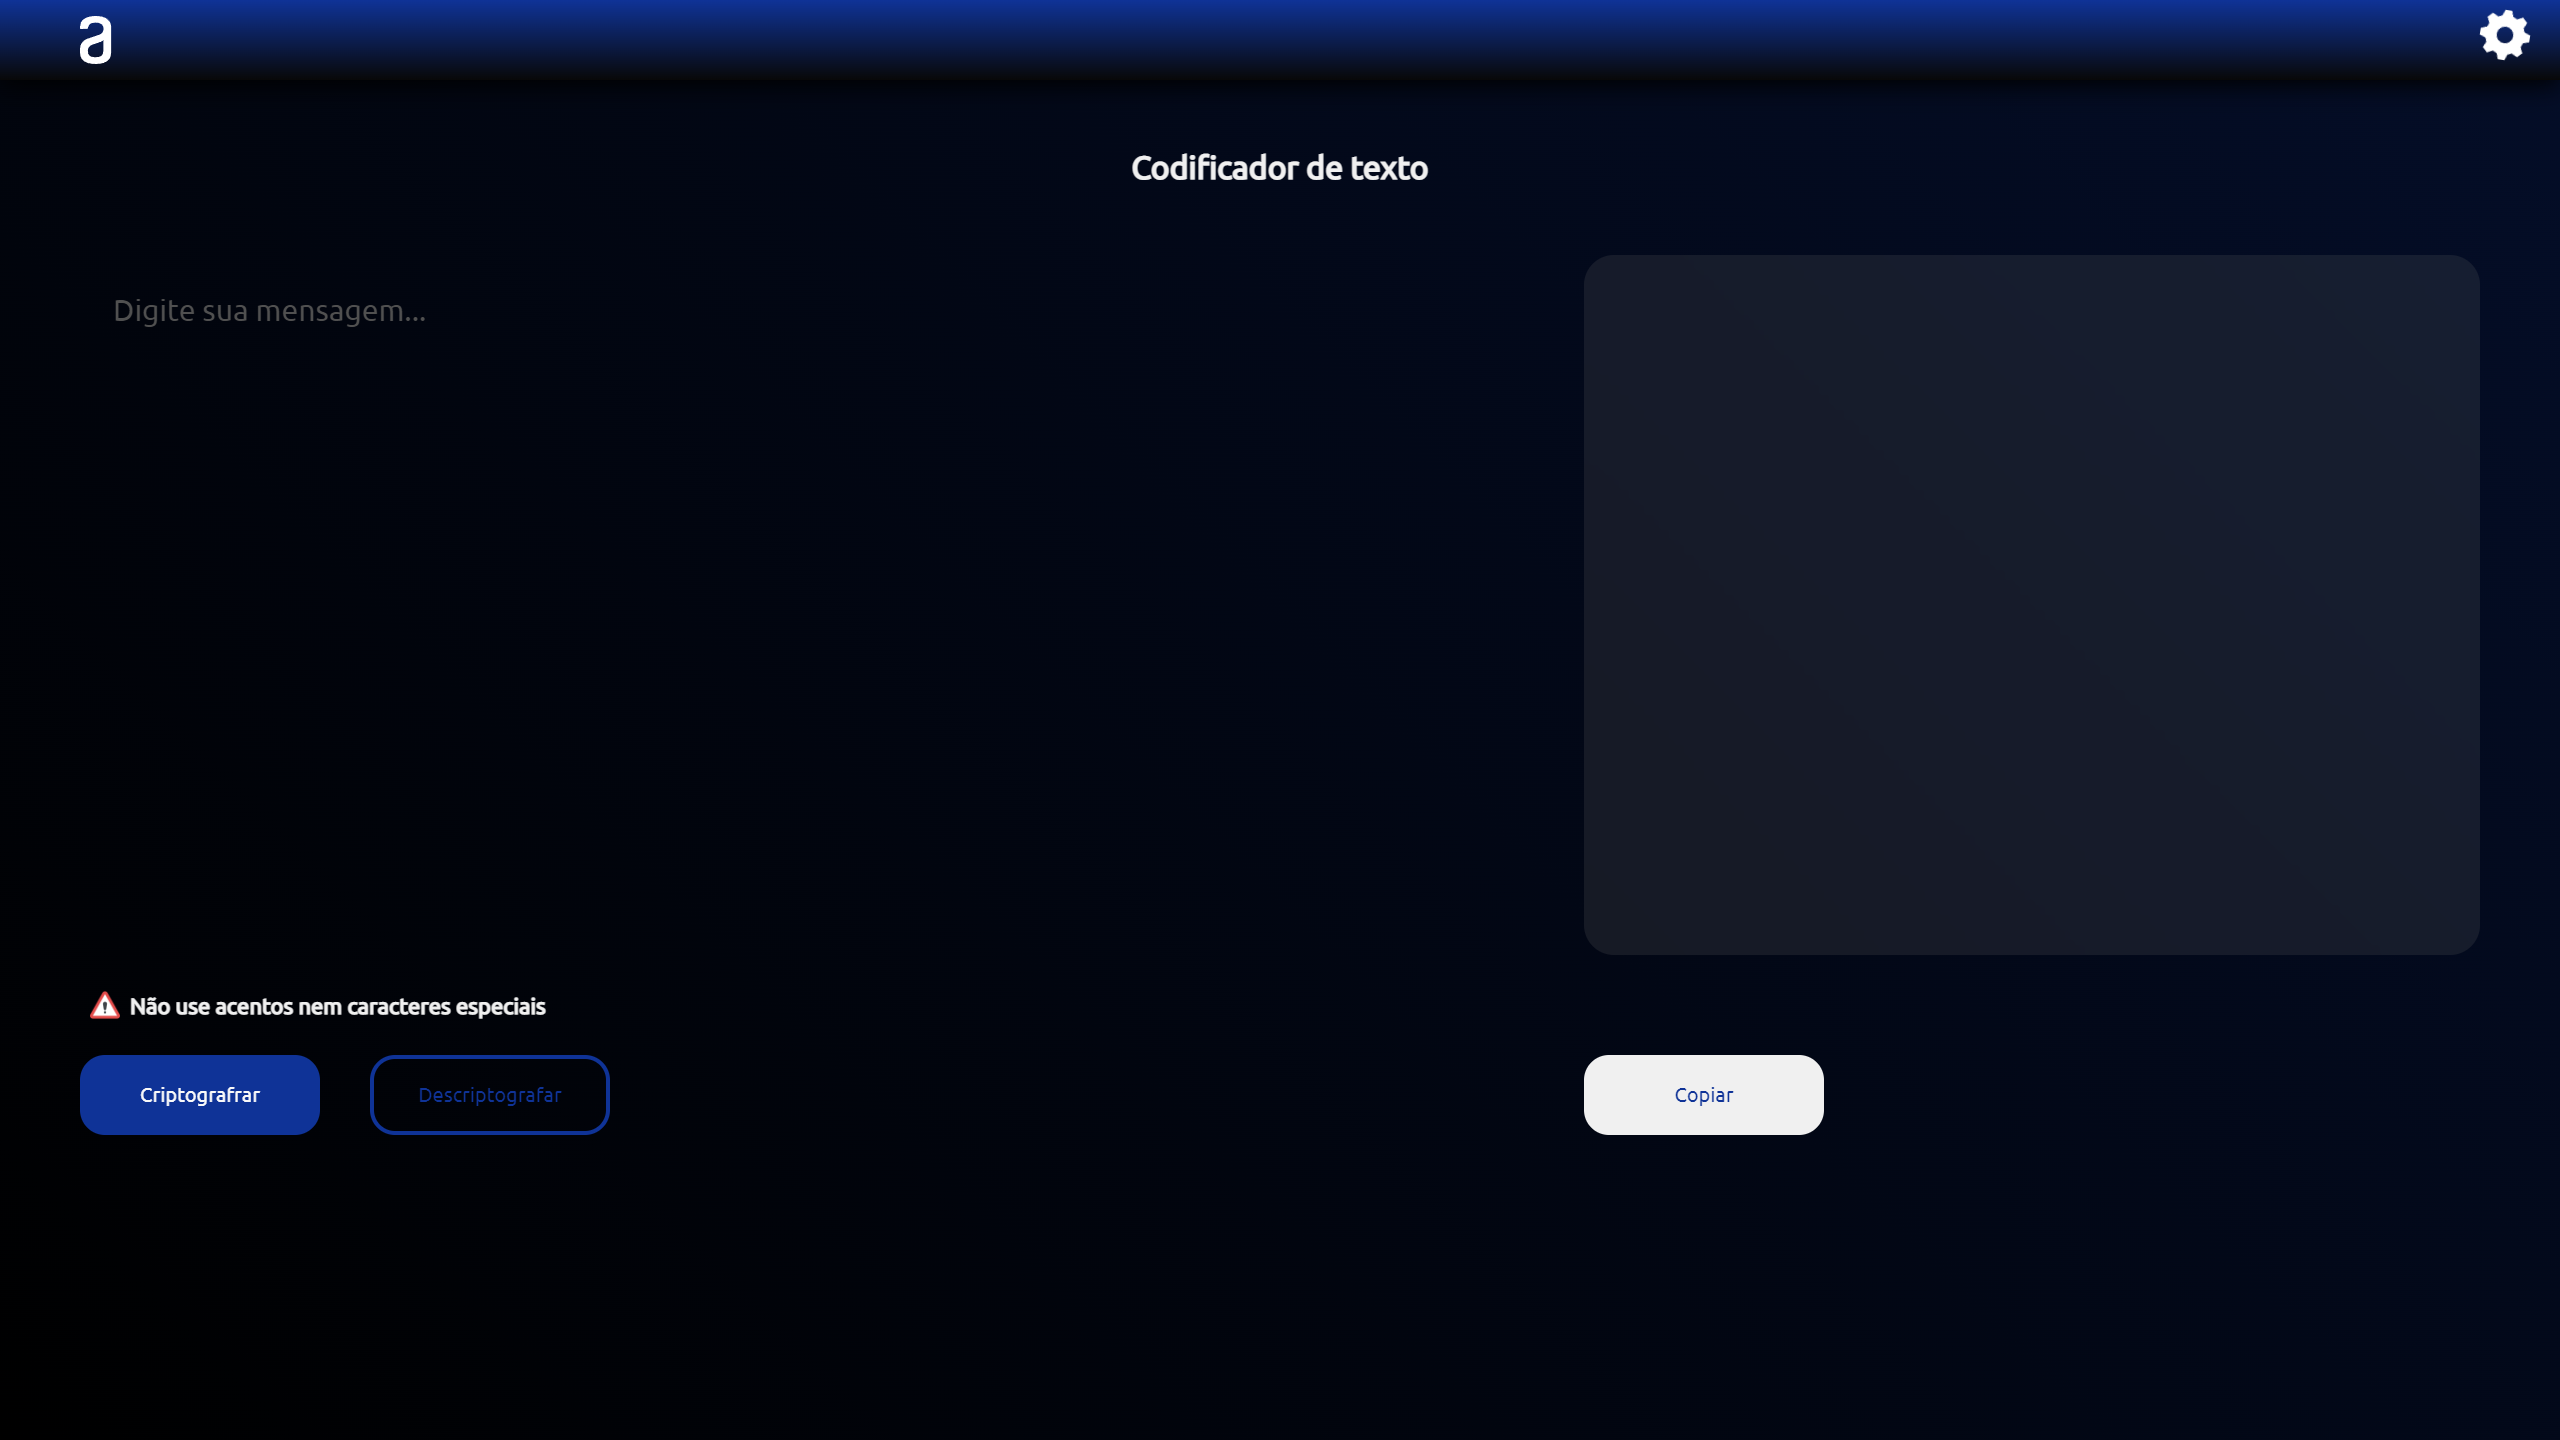 a
Codificador de texto
Digite sua mensagem...
Não use acentos nem caracteres especiais
Criptografrar
Descriptografar
Copiar